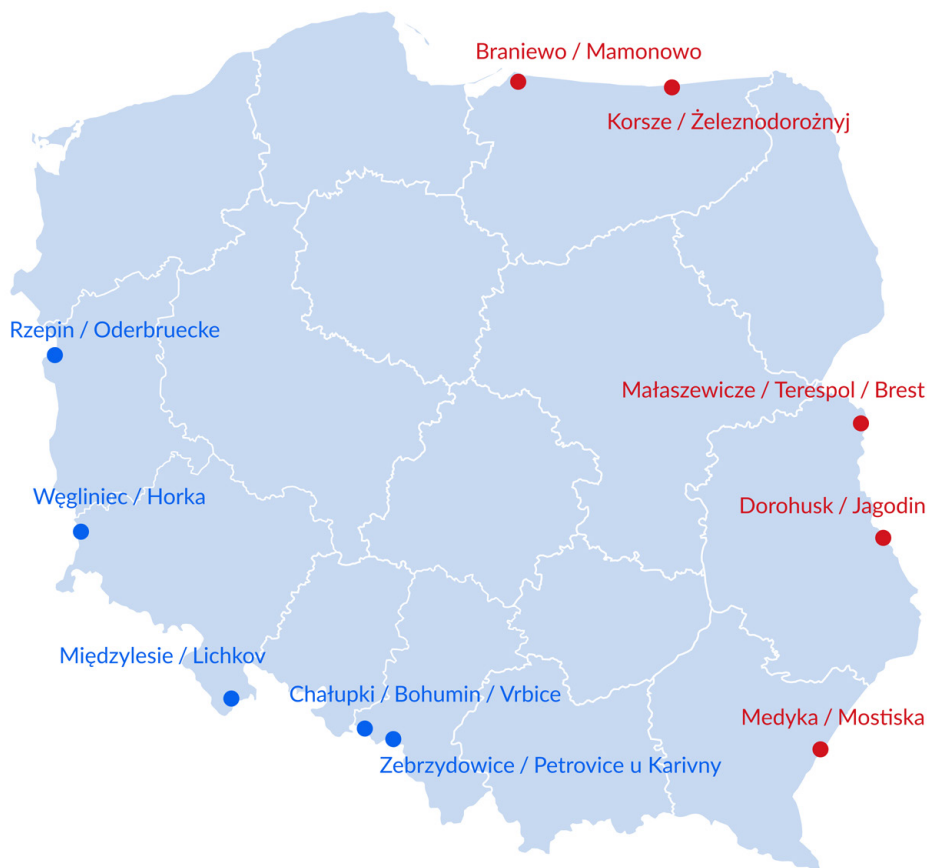 Braniewo / Mamonowo
Korsze / Żeleznodorożnyj
Rzepin / Oderbruecke
Małaszewicze / Terespol / Brest
Węgliniec / Horka
Dorohusk / Jagodin
Międzylesie / Lichkov
Chałupki / Bohumin / Vrbice
Medyka / Mostiska
Zebrzydowice / Petrovice u Karivny